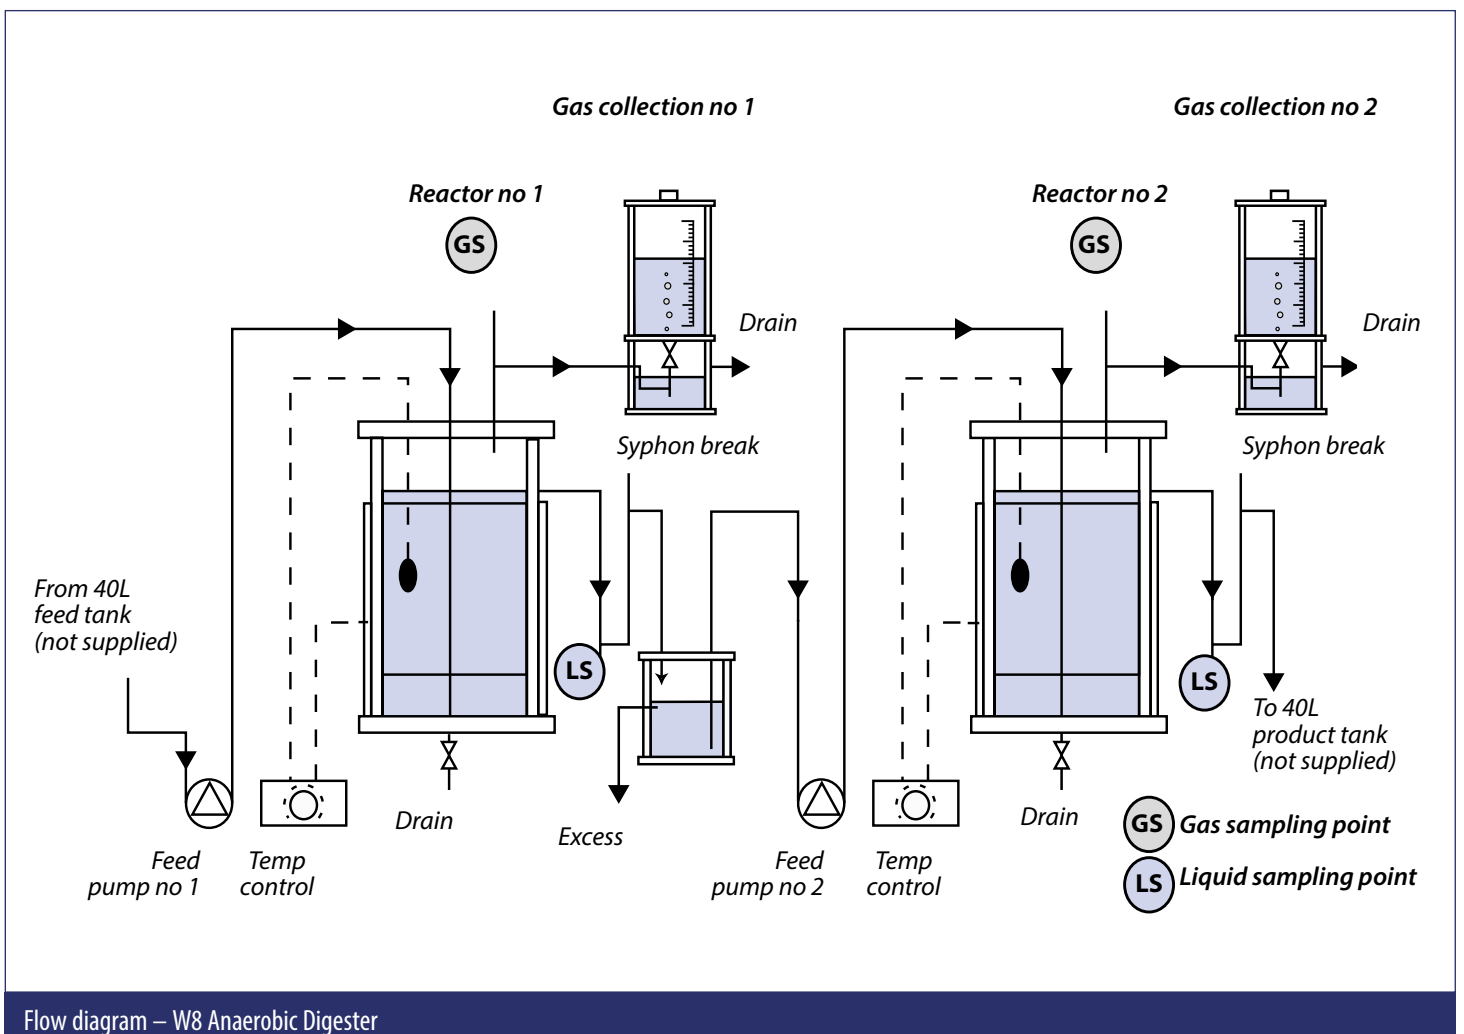 Gas collection no 1
Gas collection no 2
Reactor no 1
Reactor no 2
GS
GS
Drain
Drain
Syphon break
Syphon break
From 40L
feed tank
(not supplied)
LS
LS
To 40L
product tank
(not supplied)
Drain
Drain
Excess
GS Gas sampling point
Feed
pump no 1
Temp
control
Feed
pump no 2
Temp
control
LS Liquid sampling point
Flow diagram – W8 Anaerobic Digester